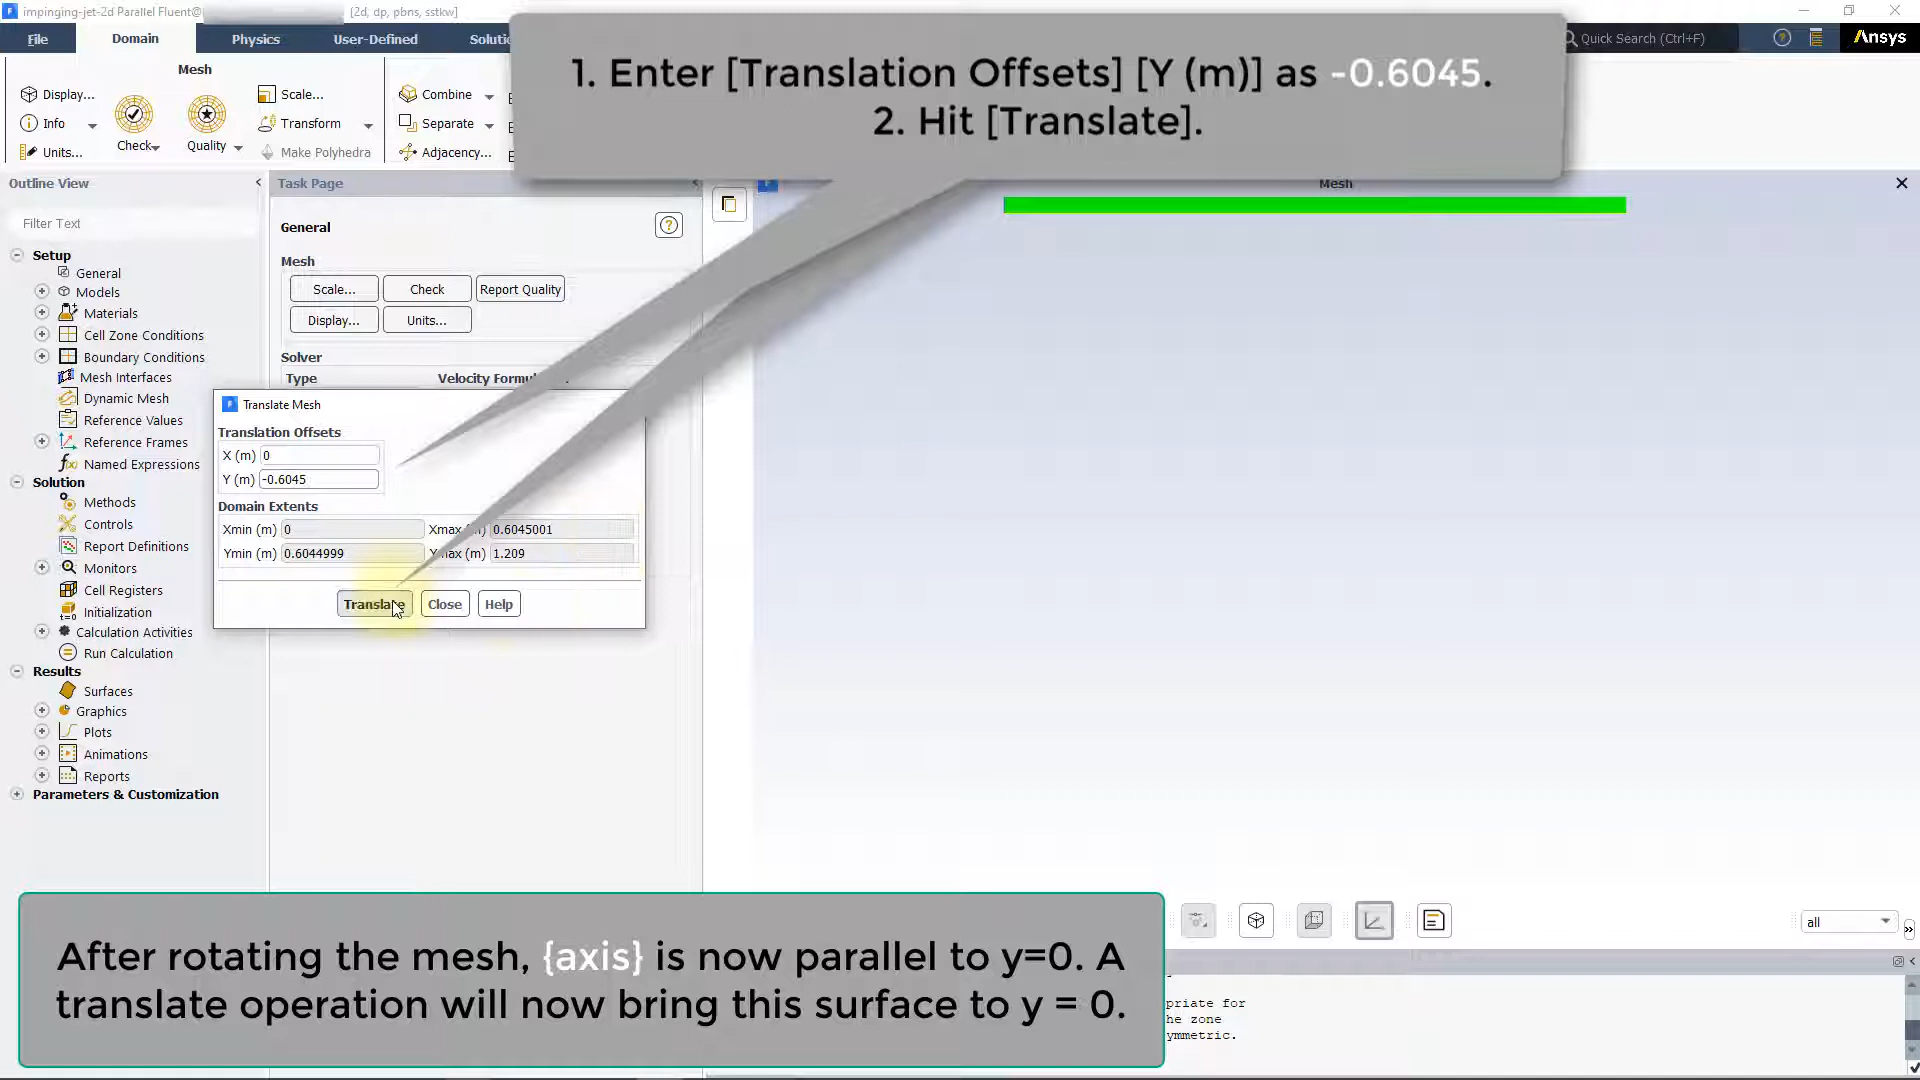 impinging-jet-2d Parallel Fluent@
[2d, dp, pbns, sstkw]
File
Domain
Physics
User-Defined
Quick Search (Ctrl+F)
Ansys
1. Enter [Translation Offsets] [Y (m)] as -0.6045.
2. Hit [Translate].
Mesh
Display...
Info
Units...
Check
Quality
Scale...
Transform
Make Polyhedra
Combine
Separate
Adjacency...
Outline View
Filter Text
Setup
General
Models
Materials
Cell Zone Conditions
Boundary Conditions
Mesh Interfaces
Dynamic Mesh
Reference Values
Reference Frames
Named Expressions
Solution
Methods
Controls
Report Definitions
Monitors
Cell Registers
Initialization
Calculation Activities
Run Calculation
Results
Surfaces
Graphics
Plots
Animations
Reports
Parameters & Customization
Task Page
General
Mesh
Scale...
Check
Report Quality
Display...
Units...
Solver
Type
Translate Mesh
Translation Offsets
X (m) 0
Y (m) -0.6045
Domain Extents
Xmin (m) 0
0.6045001
Ymin (m) 0.6044999
1.209
Translate
Close
Help
Mesh
all
After rotating the mesh, {axis} is now parallel to y=0. A
translate operation will now bring this surface to y = 0.
he zone